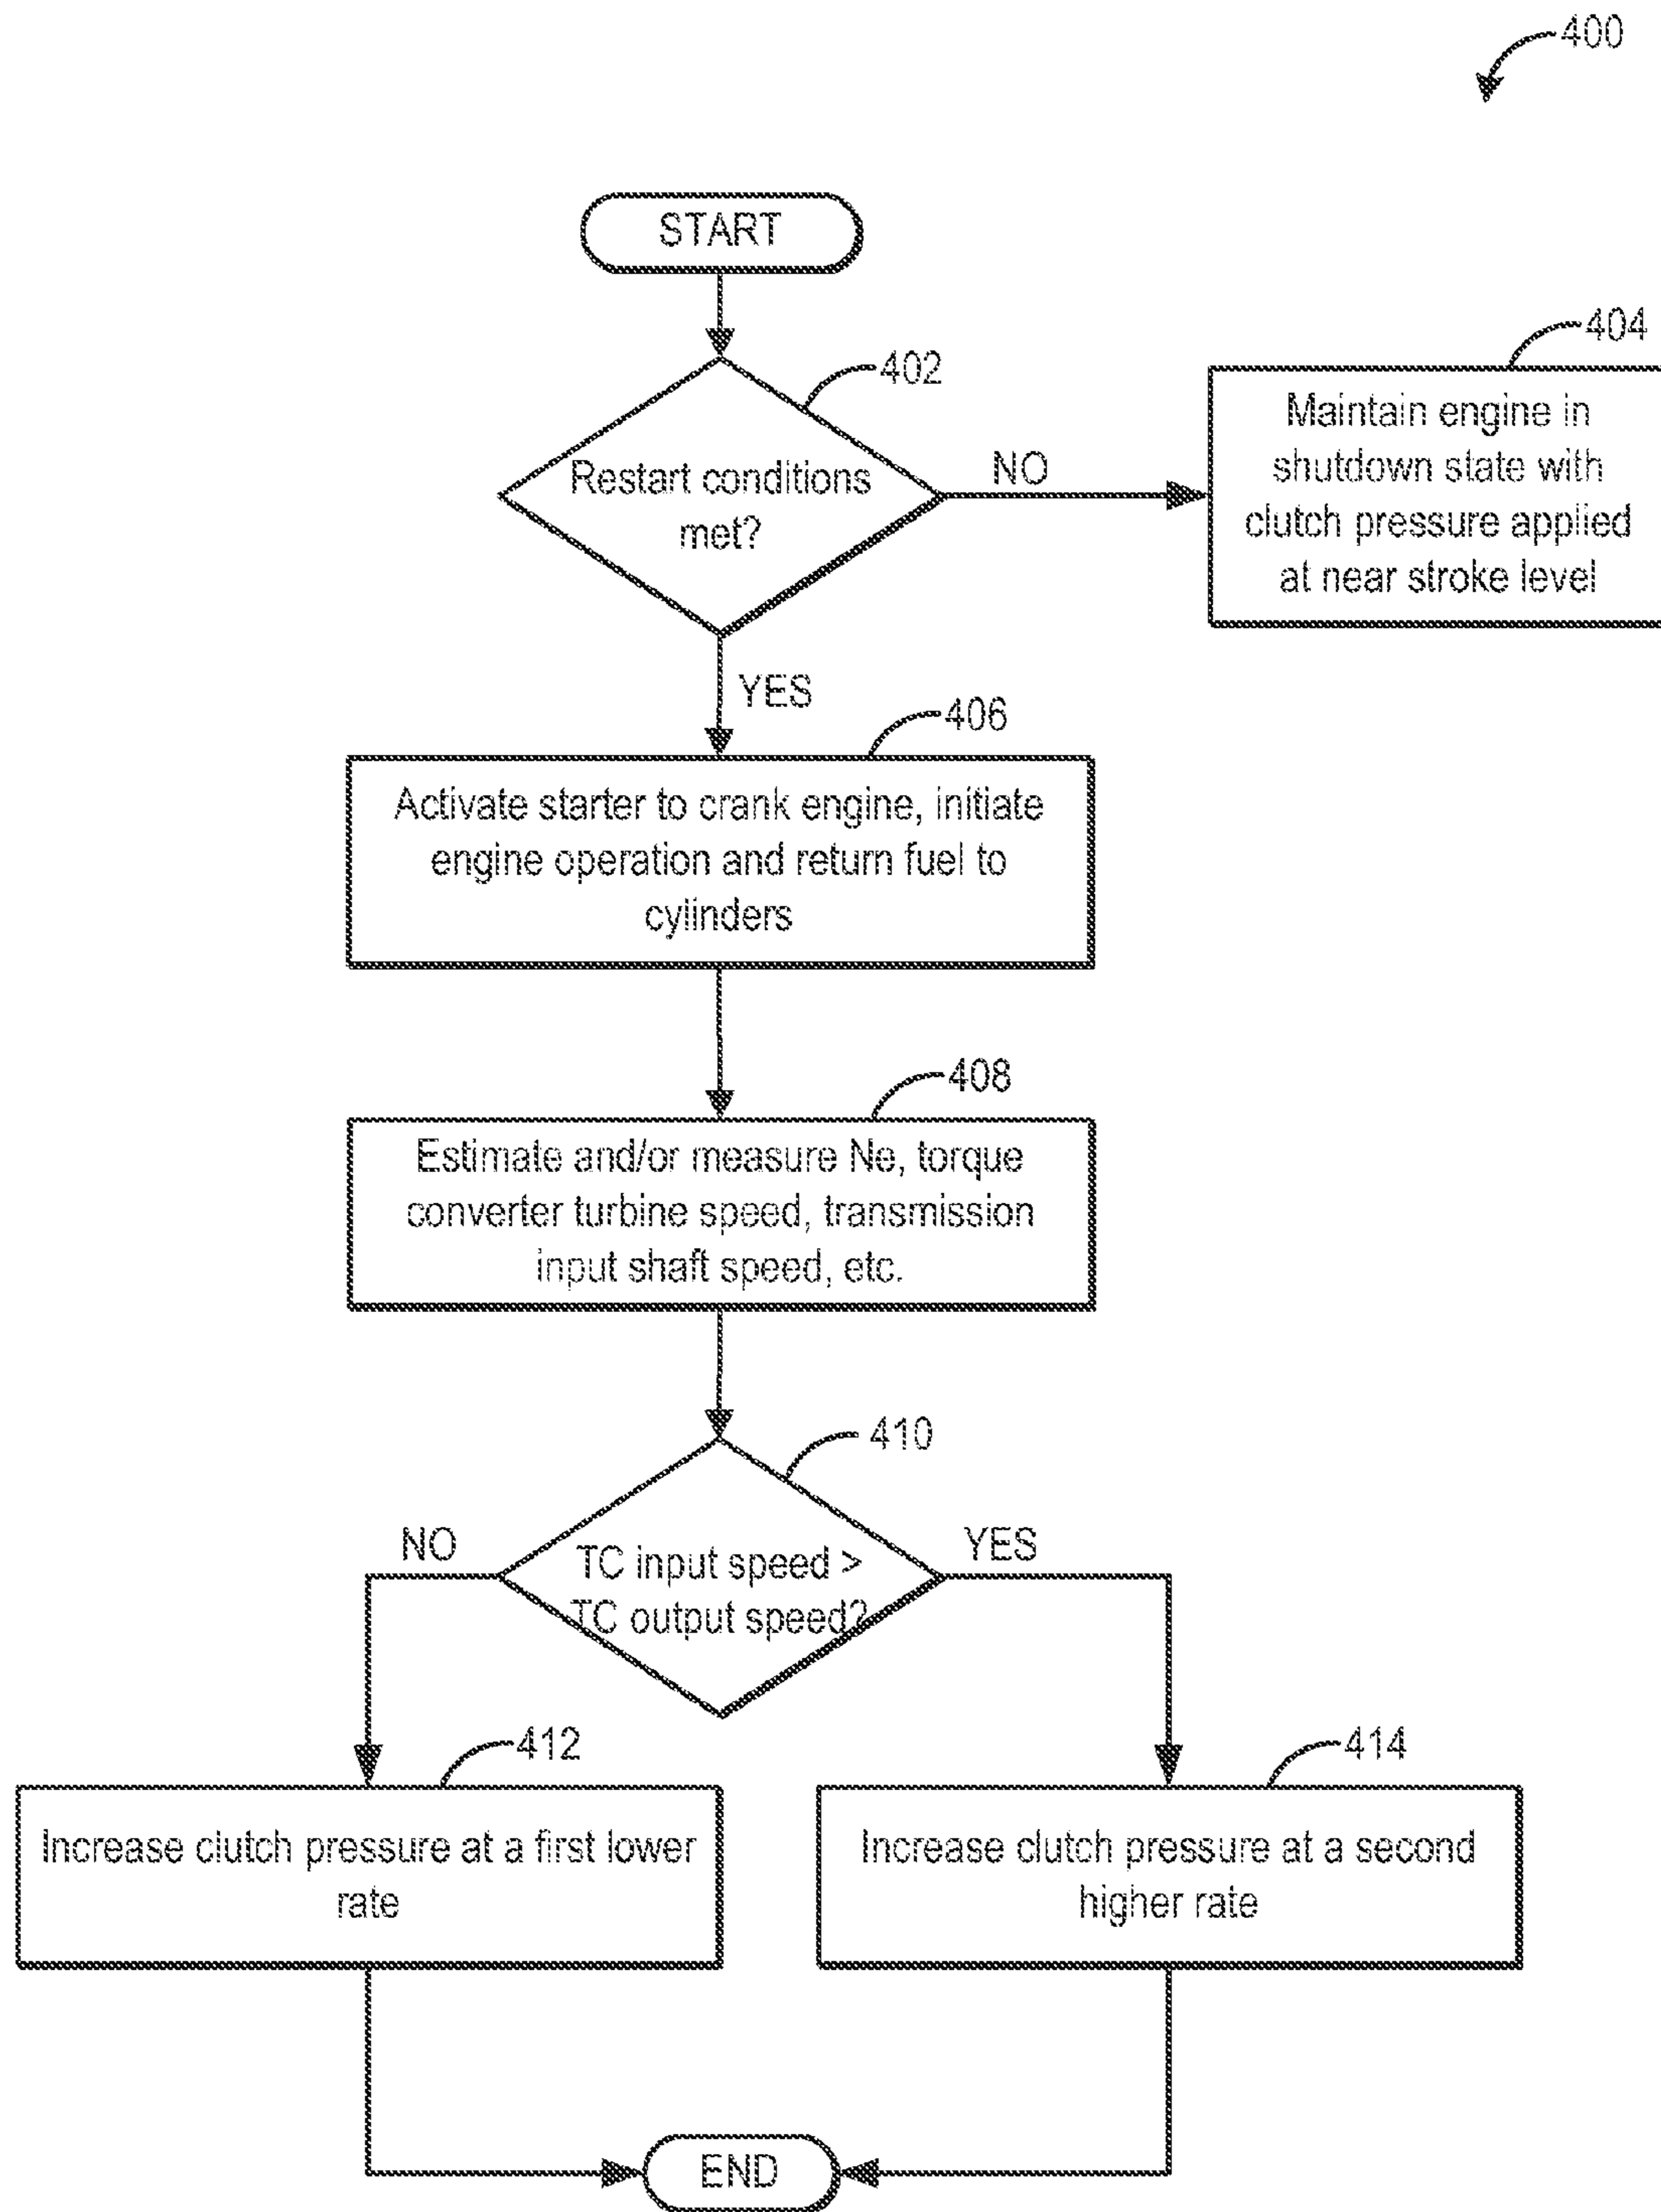 400
START
402
Restart conditions
met?
NO
404
Maintain engine in
shutdown state with
clutch pressure applied
at near stroke level
YES
406
Activate starter to crank engine, initiate
engine operation and return fuel to
cylinders
408
Estimate and/or measure Ne, torque
converter turbine speed, transmission
input shaft speed, etc.
410
NO
TC input speed >
TC output speed?
YES
412
Increase clutch pressure at a first lower
rate
414
Increase clutch pressure at a second
higher rate
END